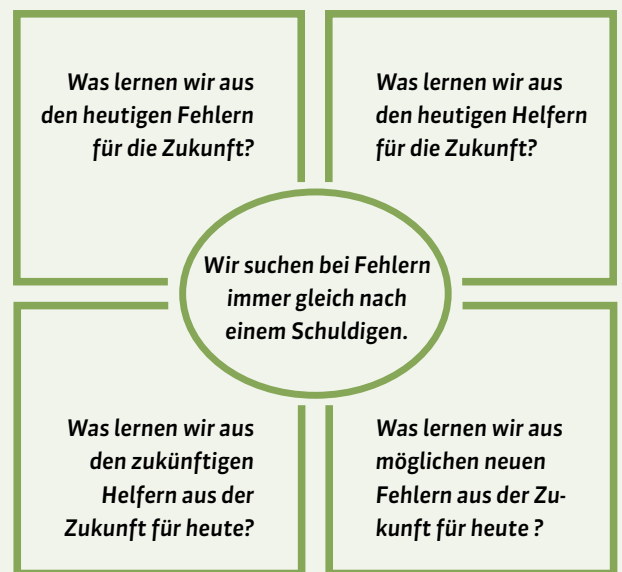 Was lernen wir aus
den heutigen Fehlern
für die Zukunft?
Was lernen wir aus
den heutigen Helfern
für die Zukunft?
Wir suchen bei Fehlern
immer gleich nach
einem Schuldigen.
Was lernen wir aus
den zukünftigen
Helfern aus der
Zukunft für heute?
Was lernen wir aus
möglichen neuen
Fehlern aus der Zu-
kunft für heute ?